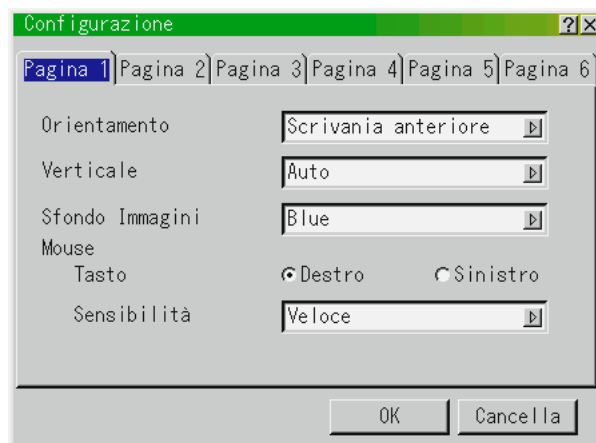 Configurazione ? ×
Pagina 1 Pagina 2 Pagina 3 Pagina 4 Pagina 5 Pagina 6
Orientamento Scrivania anteriore
Verticale Auto
Sfondo Immagini Blue
Mouse
Tasto Destro Sinistro
Sensibilità Veloce
OK Cancella